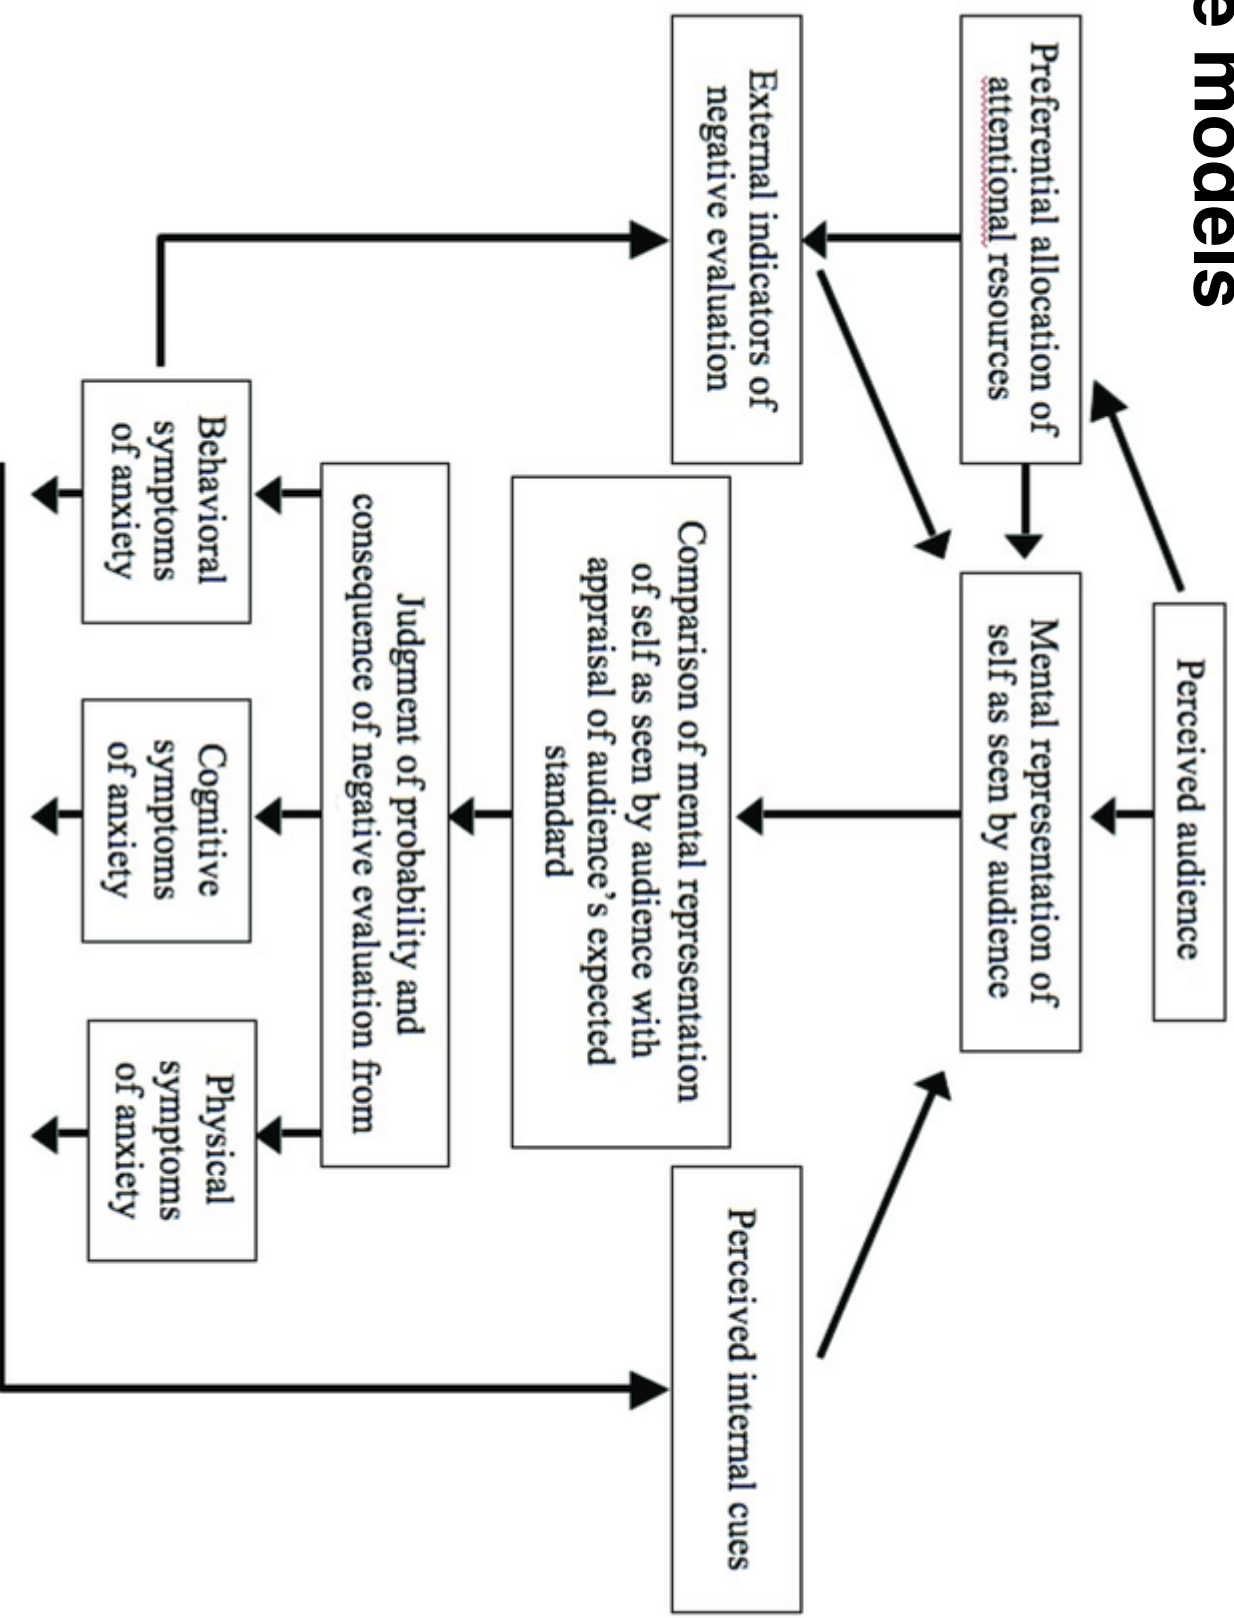 e models
Perceived audience
Preferential allocation of
attentional resources
Mental representation of
self as seen by audience
External indicators of
negative evaluation
Perceived internal cues
Comparison of mental representation
of self as seen by audience with
appraisal of audience’s expected
standard
Judgment of probability and
consequence of negative evaluation from
Behavioral
symptoms
of anxiety
Cognitive
symptoms
of anxiety
Physical
symptoms
of anxiety